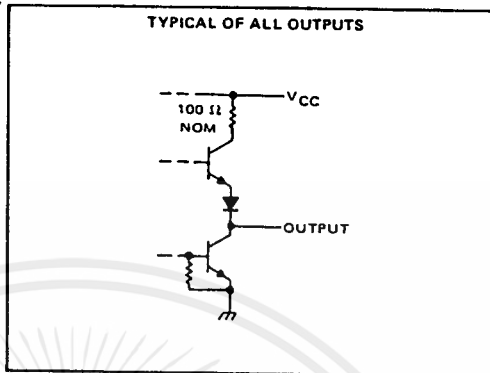 TYPICAL OF ALL OUTPUTS
VCC
100 Ω
NOM
OUTPUT